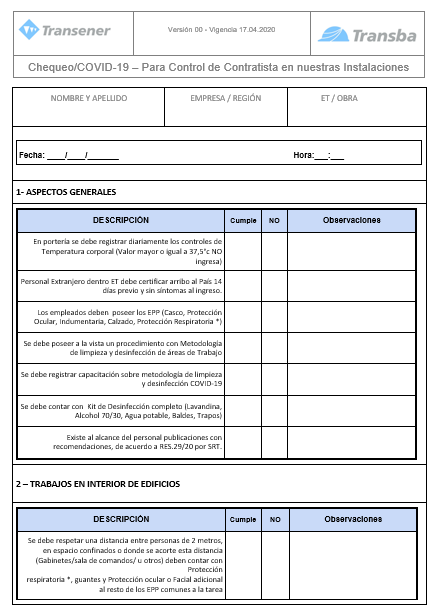 Transener
Versión 00 - Vigencia 17.04.2020
Transba
Chequeo/COVID-19 – Para Control de Contratista en nuestras Instalaciones
NOMBRE Y APELLIDO
EMPRESA / REGIÓN
ET / OBRA
Fecha: ____/____/_______
Hora:___:___
1- ASPECTOS GENERALES
DESCRIPCIÓN Cumple NO Observaciones
En portería se debe registrar diariamente los controles de
Temperatura corporal (Valor mayor o igual a 37,5°c NO
ingresa)
Personal Extranjero dentro ET debe certificar arribo al País 14
días previo y sin síntomas al ingreso.
Los empleados deben poseer los EPP (Casco, Protección
Ocular, Indumentaria, Calzado, Protección Respiratoria *)
Se debe poseer a la vista un procedimiento con Metodología
de limpieza y desinfección de áreas de Trabajo
Se debe registrar capacitación sobre metodología de limpieza
y desinfección COVID-19
Se debe contar con Kit de Desinfección completo (Lavandina,
Alcohol 70/30, Agua potable, Baldes, Trapos)
Existe al alcance del personal publicaciones con
recomendaciones, de acuerdo a RES.29/20 por SRT.
2 – TRABAJOS EN INTERIOR DE EDIFICIOS
DESCRIPCIÓN Cumple NO Observaciones
Se debe respetar una distancia entre personas de 2 metros,
en espacio confinados o donde se acorte esta distancia
(Gabinetes/sala de comandos/ u otros) deben contar con
Protección
respiratoria *, guantes y Protección ocular o Facial adicional
al resto de los EPP comunes a la tarea